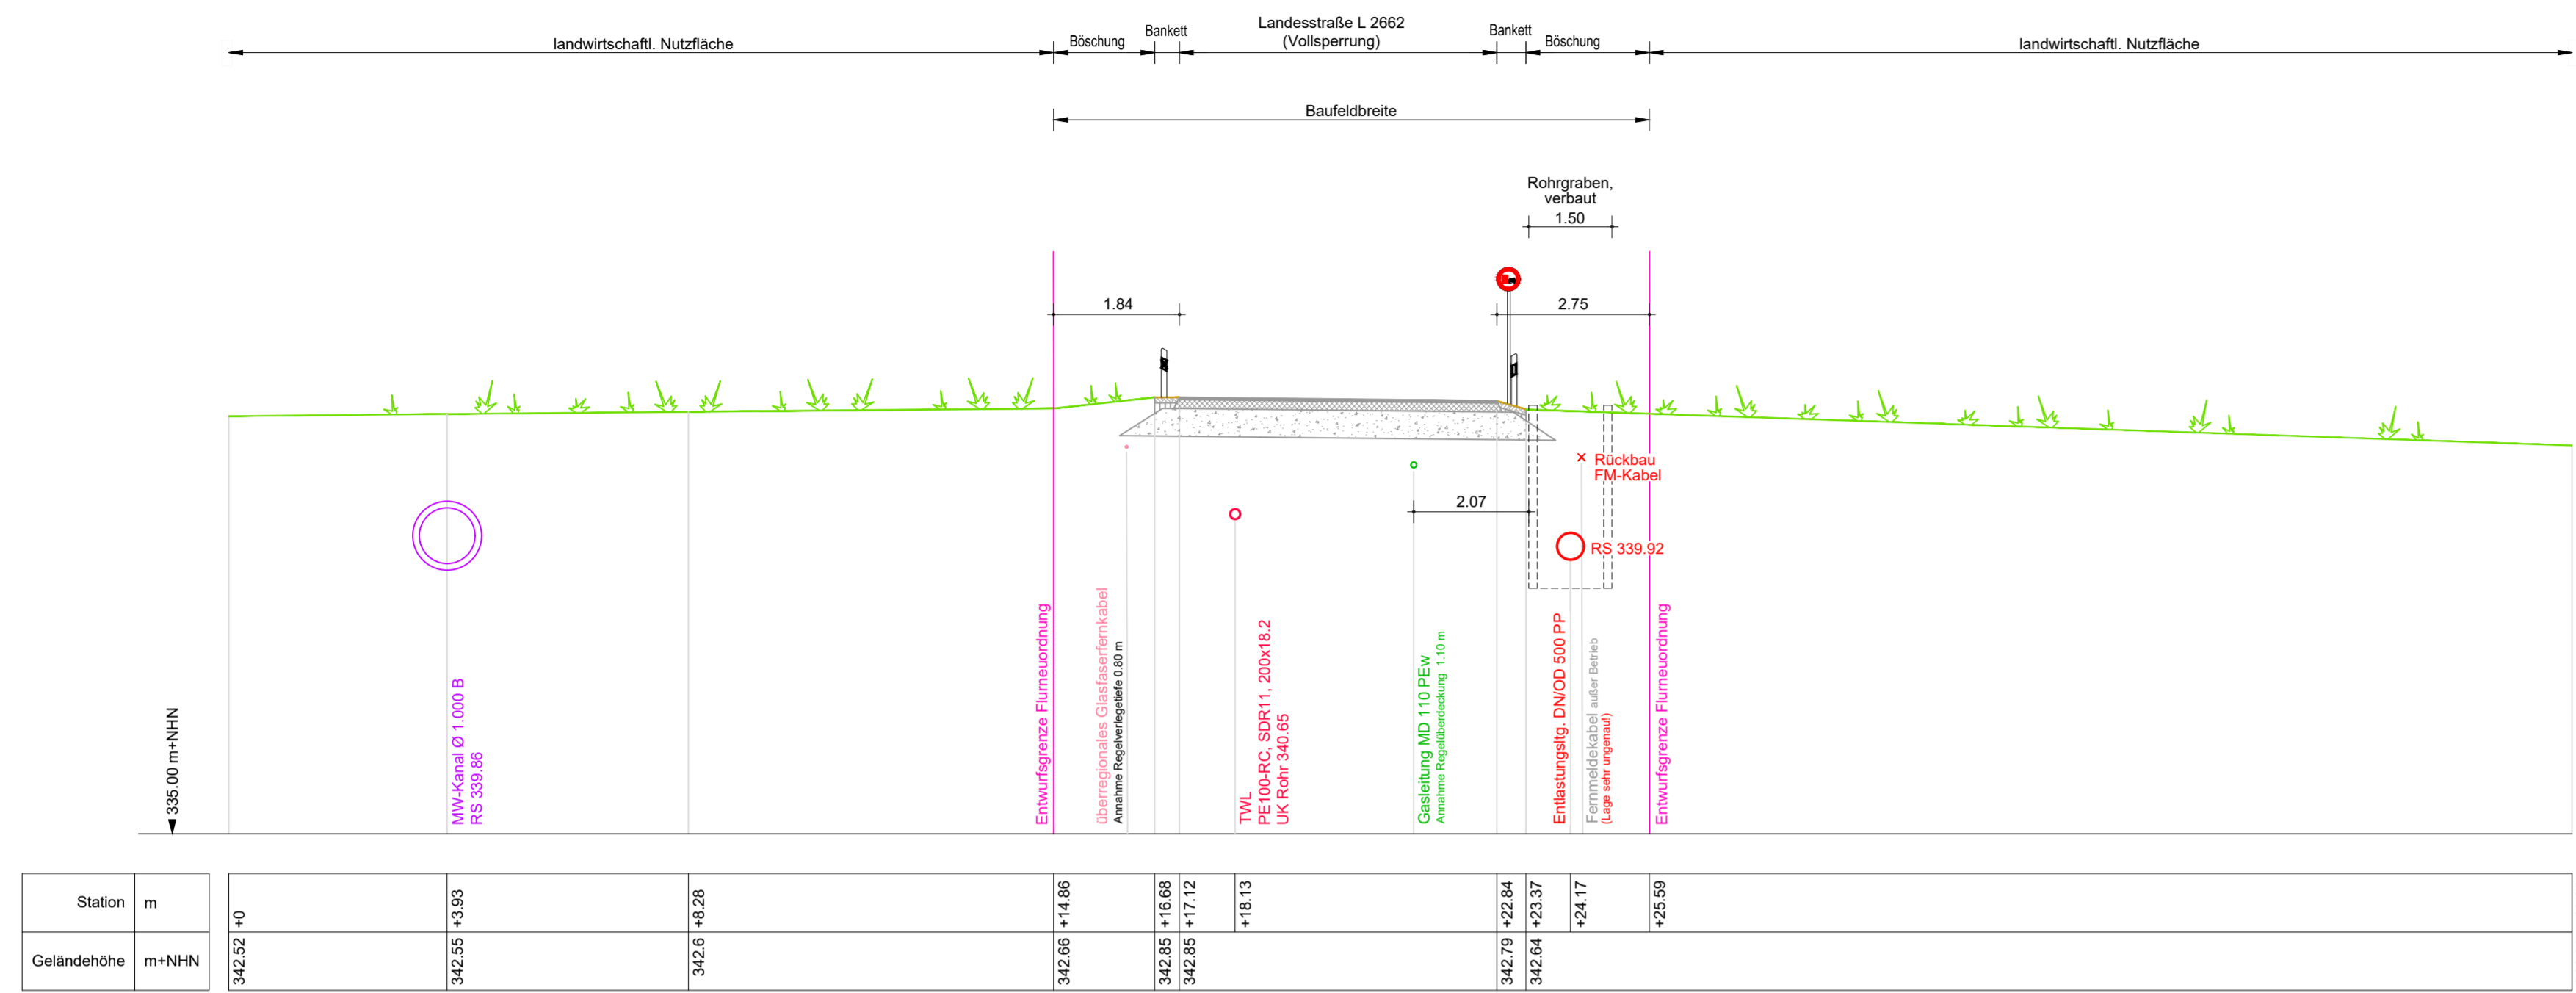 Landesstraße L 2662
(Vollsperrung)
landwirtschaftl. Nutzfläche
Böschung
Bankett
Bankett
Böschung
landwirtschaftl. Nutzfläche
Baufeldbreite
Rohrgraben,
verbaut
1.50
1.84
2.75
Rückbau
FM-Kabel
2.07
RS 339.92
335.00 m+NHN
MW-Kanal Ø 1.000 B
RS 339.86
Entwurfsgrenze Flurneuordnung
überregionales Glasfaserfernkabel
Annahme Regelverlegetiefe 0.80 m
TWL
PE100-RC, SDR11, 200x18.2
UK Rohr 340.65
Gasleitung MD 110 PEw
Annahme Regelüberdeckung 1.10 m
Entlastungsltg. DN/OD 500 PP
Fernmeldekabel außer Betrieb
(Lage sehr ungenau!)
Entwurfsgrenze Flurneuordnung
Station m +0 +3.93 +8.28 +14.86 +16.68 +17.12 +18.13 +22.84 +23.37 +24.17 +25.59
Geländehöhe m+NHN 342.52 342.55 342.6 342.66 342.85 342.85 342.79 342.64